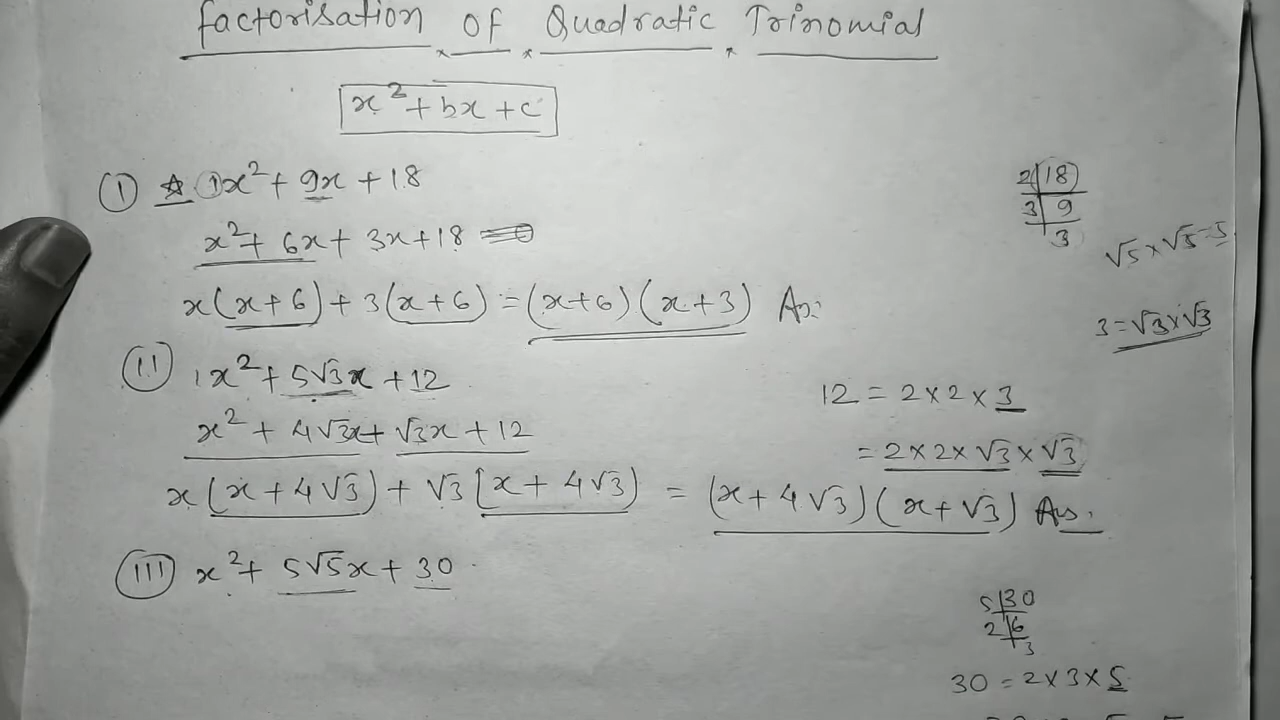 Factorisation of Quadratic Trinomial
x² + bx + c
(I) ☆ 1x² + 9x + 18
x² + 6x + 3x + 18
x(x+6) + 3(x+6) = (x+6)(x+3) Ans
2|18
3|9
3
√5 × √5 = 5
3 = √3 × √3
(II) 1x² + 5√3x + 12
x² + 4√3x + √3x + 12
x(x + 4√3) + √3(x + 4√3) = (x + 4√3)(x + √3) Ans.
12 = 2 × 2 × 3
= 2 × 2 × √3 × √3
(III) x² + 5√5x + 30
5|30
2|6
3
30 = 2 × 3 × 5